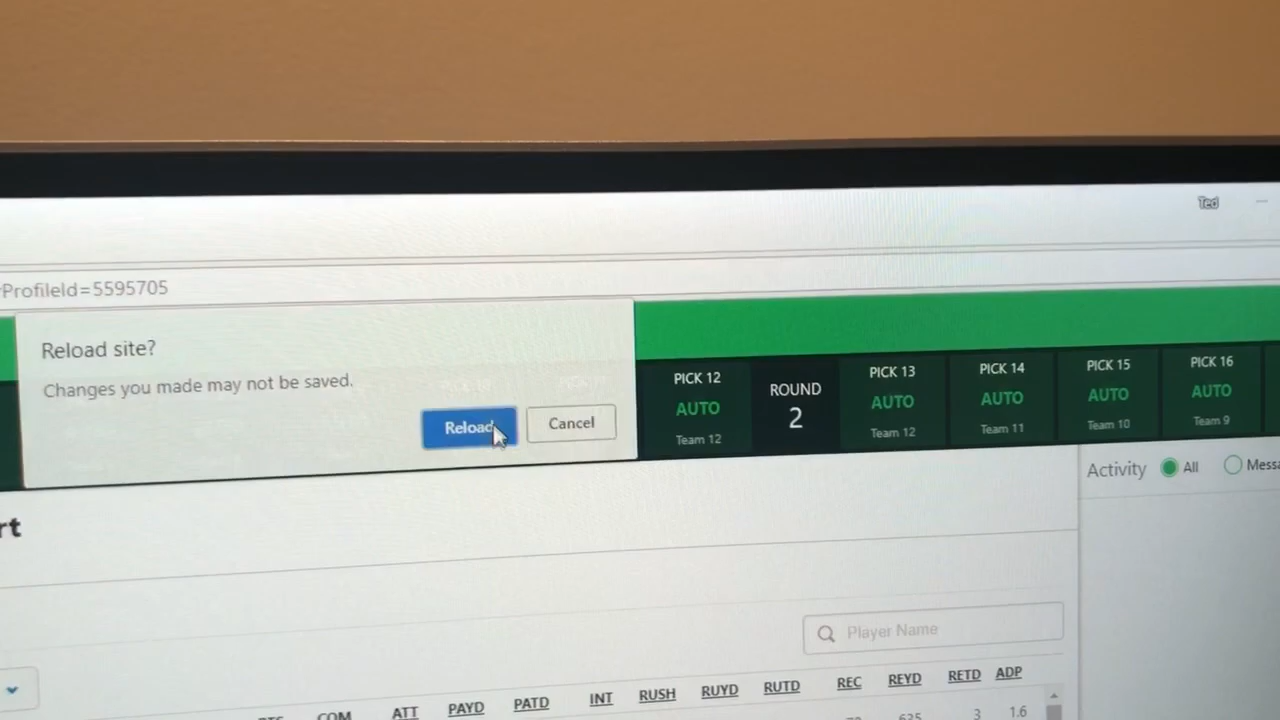 Ted
rProfileId=5595705
Reload site?
Changes you made may not be saved.
Reload
Cancel
PICK 12
AUTO
Team 12
ROUND
2
PICK 13
AUTO
Team 12
PICK 14
AUTO
Team 11
PICK 15
AUTO
Team 10
PICK 16
AUTO
Team 9
Activity
All
Messa
rt
Player Name
COM ATT PAYD PATD INT RUSH RUYD RUTD REC REYD RETD ADP
635 3 1.6